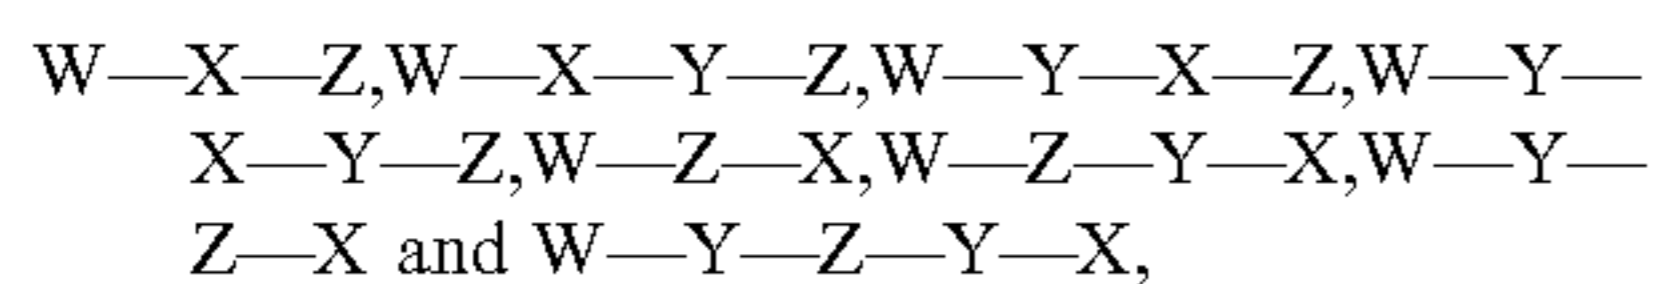 W—X—Z,W—X—Y—Z,W—Y—X—Z,W—Y—
X—Y—Z,W—Z—X,W—Z—Y—X,W—Y—
Z—X and W—Y—Z—Y—X,